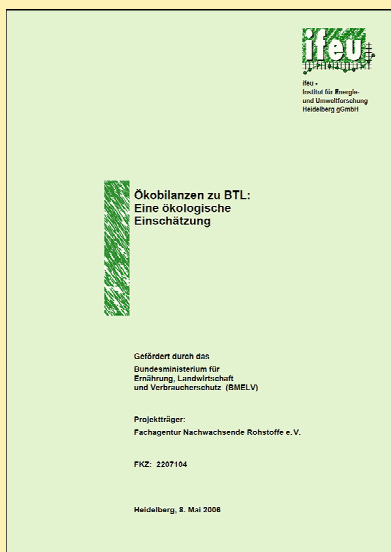 ifeu
ifeu -
Institut für Energie-
und Umweltforschung
Heidelberg gGmbH
Ökobilanzen zu BTL:
Eine ökologische
Einschätzung
Gefördert durch das
Bundesministerium für
Ernährung, Landwirtschaft
und Verbraucherschutz (BMELV)
Projektträger:
Fachagentur Nachwachsende Rohstoffe e.V.
FKZ: 2207104
Heidelberg, 8. Mai 2006